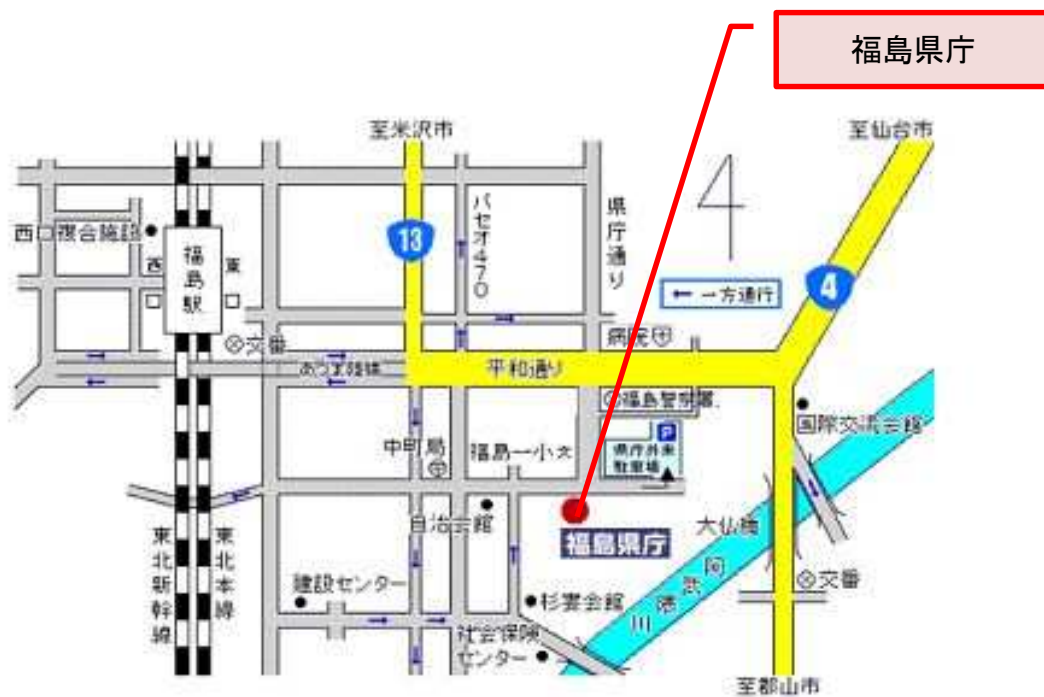 福島県庁
至米沢市
至仙台市
13
パセオ470
県庁通り
西口複合施設
福島駅
西口
東口
4
← 一方通行
病院
交番
あづま陸橋
平和通り
福島警察署
国際交流会館
中町局
福島一小
P
県庁外来
駐車場
自治会館
福島県庁
大仏橋
東北新幹線
東北本線
阿武隈川
建設センター
杉妻会館
交番
社会保険
センター
至郡山市